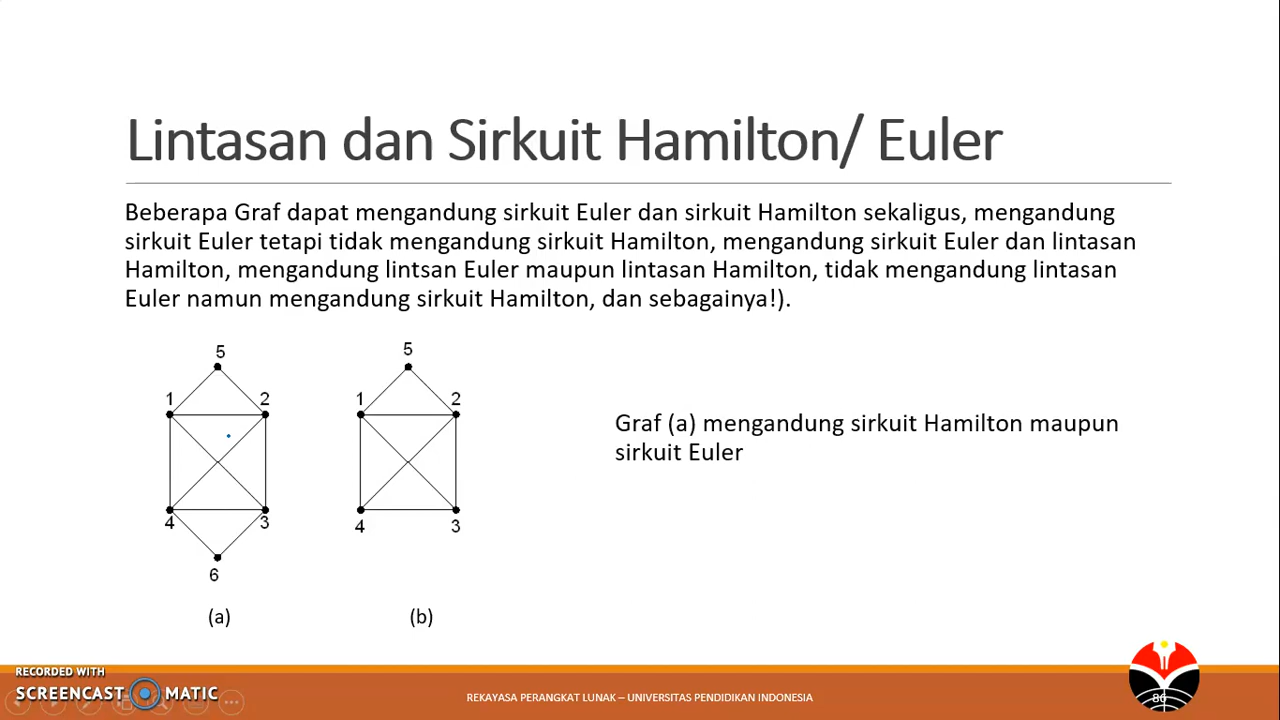 Lintasan dan Sirkuit Hamilton/ Euler
Beberapa Graf dapat mengandung sirkuit Euler dan sirkuit Hamilton sekaligus, mengandung
sirkuit Euler tetapi tidak mengandung sirkuit Hamilton, mengandung sirkuit Euler dan lintasan
Hamilton, mengandung lintsan Euler maupun lintasan Hamilton, tidak mengandung lintasan
Euler namun mengandung sirkuit Hamilton, dan sebagainya!).
5
1 2
4 3
6
(a)
5
1 2
4 3
(b)
Graf (a) mengandung sirkuit Hamilton maupun
sirkuit Euler
RECORDED WITH
SCREENCAST MATIC
REKAYASA PERANGKAT LUNAK – UNIVERSITAS PENDIDIKAN INDONESIA
86